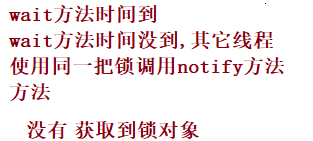 wait方法时间到
wait方法时间没到,其它线程
使用同一把锁调用notify方法
方法
没有 获取到锁对象